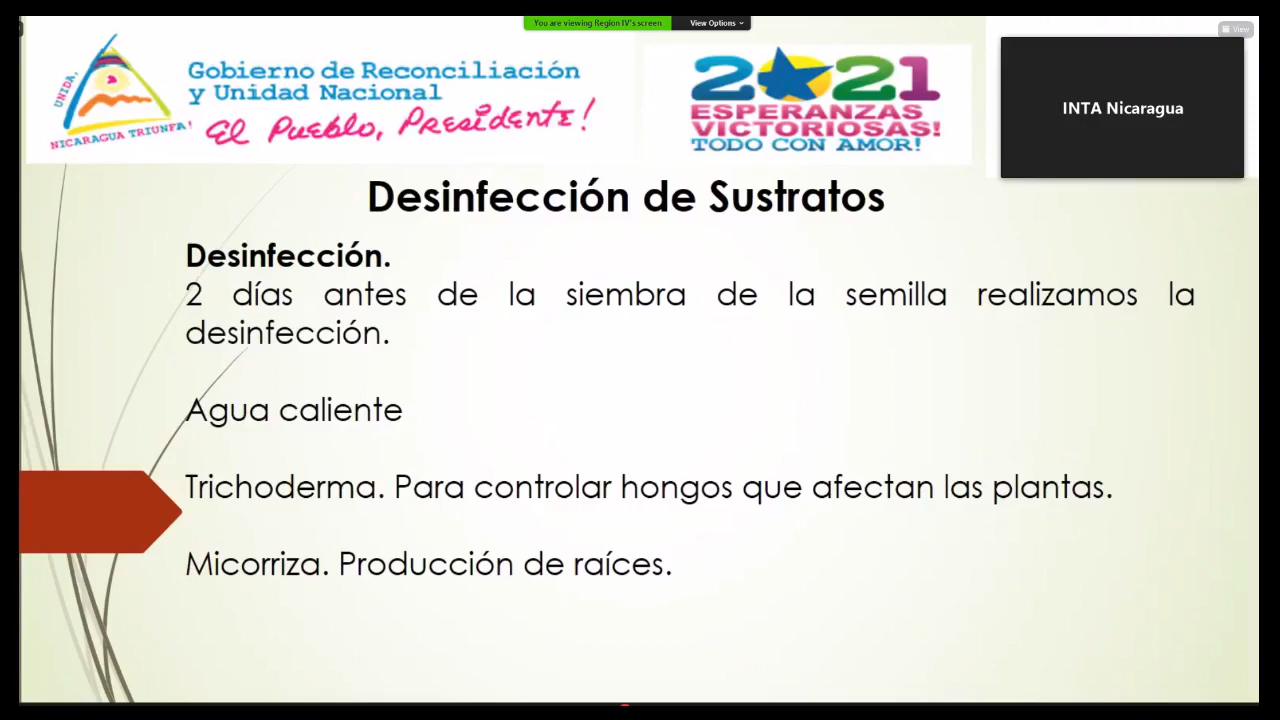 You are viewing Region IV's screen
View Options
View
UNIDA,
NICARAGUA TRIUNFA!
Gobierno de Reconciliación
y Unidad Nacional
El Pueblo, Presidente!
2021
ESPERANZAS
VICTORIOSAS!
TODO CON AMOR!
INTA Nicaragua
Desinfección de Sustratos
Desinfección.
2 días antes de la siembra de la semilla realizamos la
desinfección.
Agua caliente
Trichoderma. Para controlar hongos que afectan las plantas.
Micorriza. Producción de raíces.